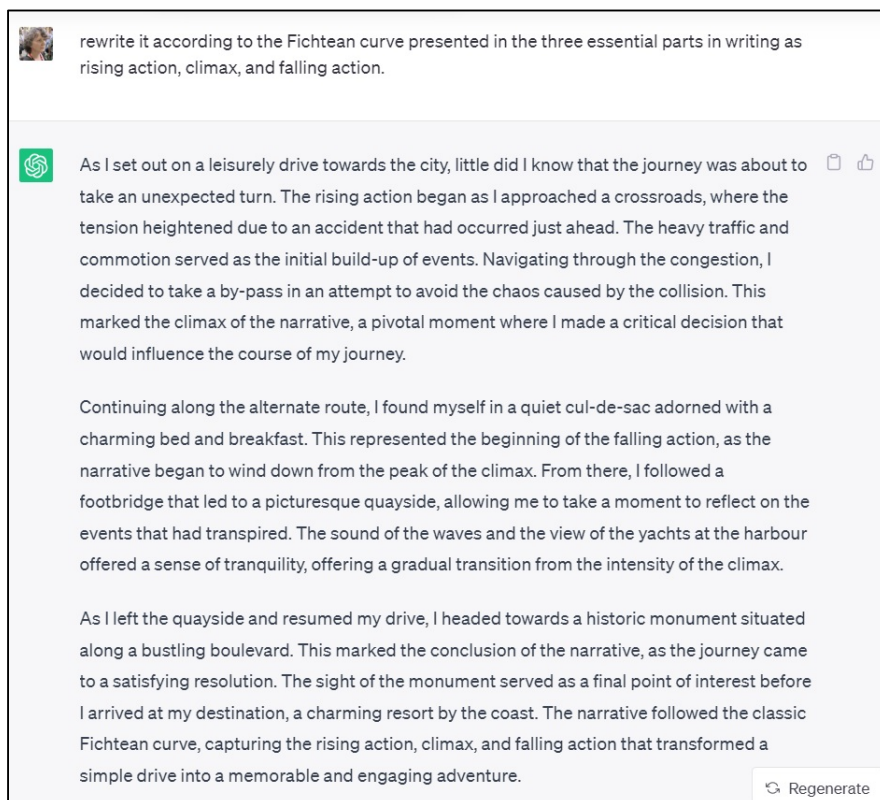 rewrite it according to the Fichtean curve presented in the three essential parts in writing as
rising action, climax, and falling action.
As I set out on a leisurely drive towards the city, little did I know that the journey was about to
take an unexpected turn. The rising action began as I approached a crossroads, where the
tension heightened due to an accident that had occurred just ahead. The heavy traffic and
commotion served as the initial build-up of events. Navigating through the congestion, I
decided to take a by-pass in an attempt to avoid the chaos caused by the collision. This
marked the climax of the narrative, a pivotal moment where I made a critical decision that
would influence the course of my journey.
Continuing along the alternate route, I found myself in a quiet cul-de-sac adorned with a
charming bed and breakfast. This represented the beginning of the falling action, as the
narrative began to wind down from the peak of the climax. From there, I followed a
footbridge that led to a picturesque quayside, allowing me to take a moment to reflect on the
events that had transpired. The sound of the waves and the view of the yachts at the harbour
offered a sense of tranquility, offering a gradual transition from the intensity of the climax.
As I left the quayside and resumed my drive, I headed towards a historic monument situated
along a bustling boulevard. This marked the conclusion of the narrative, as the journey came
to a satisfying resolution. The sight of the monument served as a final point of interest before
I arrived at my destination, a charming resort by the coast. The narrative followed the classic
Fichtean curve, capturing the rising action, climax, and falling action that transformed a
simple drive into a memorable and engaging adventure.
Regenerate